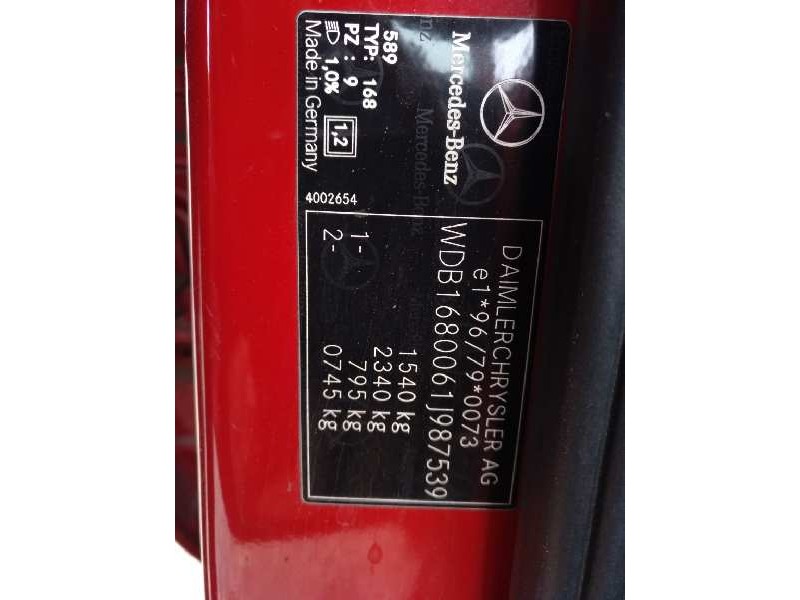 Mercedes-Benz
589
TYP: 168
PZ : 9
1,0%
1,2
Made in Germany
4002654
DAIMLERCHRYSLER AG
e1*96/79*0073
WDB1680061J987539
1540 kg
2340 kg
1- 795 kg
2- 0745 kg